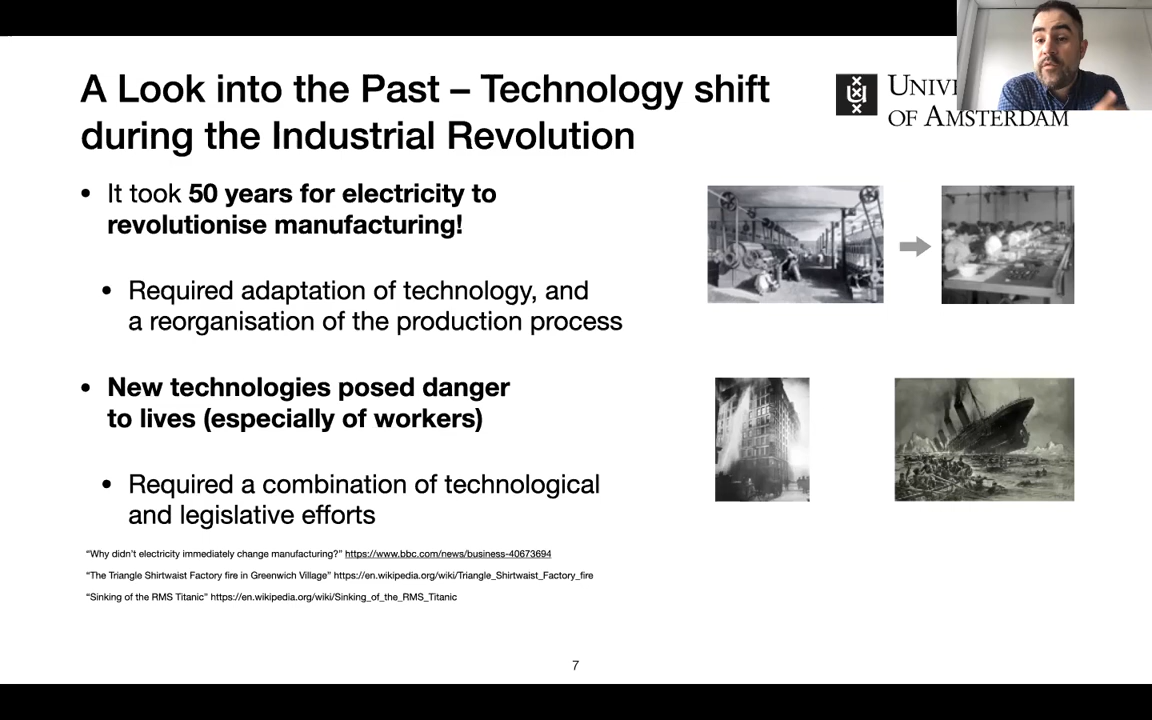 A Look into the Past – Technology shift
during the Industrial Revolution
UNIV
OF AMSTERDAM
• It took 50 years for electricity to
revolutionise manufacturing!
• Required adaptation of technology, and
a reorganisation of the production process
• New technologies posed danger
to lives (especially of workers)
• Required a combination of technological
and legislative efforts
“Why didn’t electricity immediately change manufacturing?” https://www.bbc.com/news/business-40673694
“The Triangle Shirtwaist Factory fire in Greenwich Village” https://en.wikipedia.org/wiki/Triangle_Shirtwaist_Factory_fire
“Sinking of the RMS Titanic” https://en.wikipedia.org/wiki/Sinking_of_the_RMS_Titanic
7